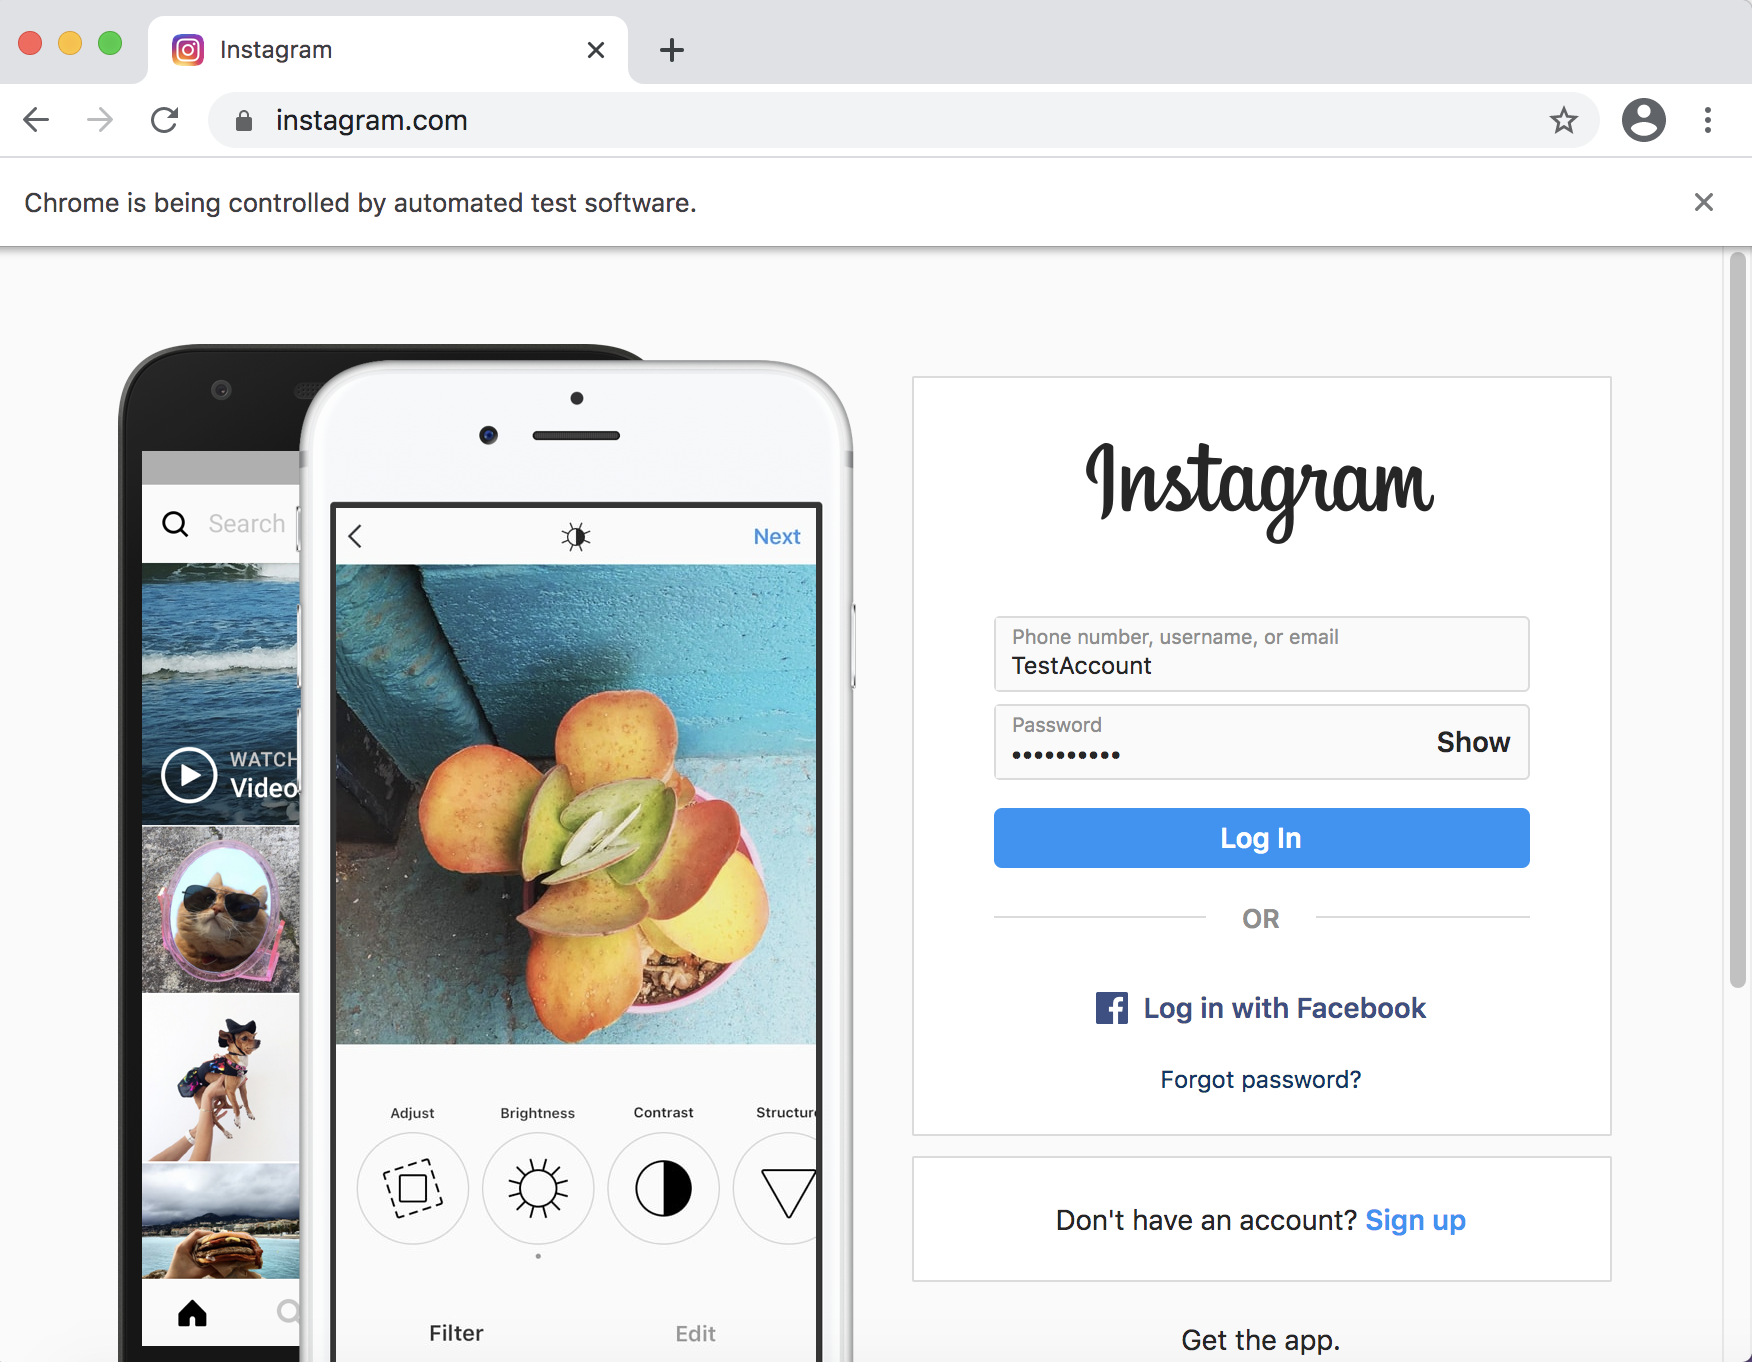 Instagram
instagram.com
Chrome is being controlled by automated test software.
Search
WATCH
Video
Next
Adjust
Brightness
Contrast
Structure
Filter
Edit
Instagram
Phone number, username, or email
TestAccount
Password
••••••••••
Show
Log In
OR
Log in with Facebook
Forgot password?
Don't have an account? Sign up
Get the app.